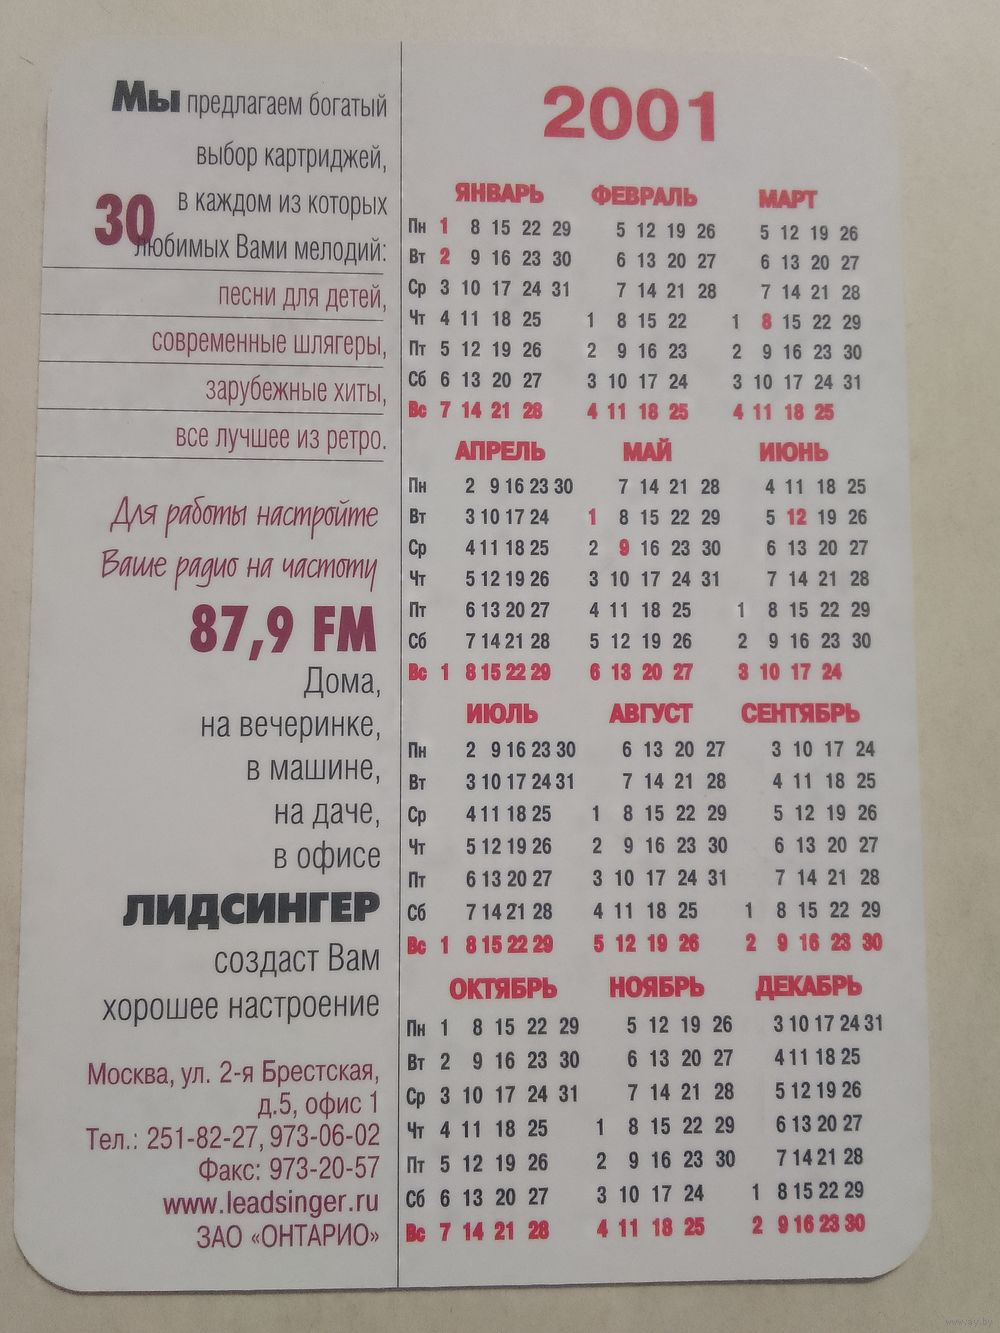 Мы предлагаем богатый
выбор картриджей,
в каждом из которых
30 любимых Вами мелодий:
песни для детей,
современные шлягеры,
зарубежные хиты,
все лучшее из ретро.
Для работы настройте
Ваше радио на частоту
87,9 FM
Дома,
на вечеринке,
в машине,
на даче,
в офисе
ЛИДСИНГЕР
создаст Вам
хорошее настроение
Москва, ул. 2-я Брестская,
д.5, офис 1
Тел.: 251-82-27, 973-06-02
Факс: 973-20-57
www.leadsinger.ru
ЗАО «ОНТАРИО»
2001
ЯНВАРЬ ФЕВРАЛЬ МАРТ
Пн 1 8 15 22 29 5 12 19 26 5 12 19 26
Вт 2 9 16 23 30 6 13 20 27 6 13 20 27
Ср 3 10 17 24 31 7 14 21 28 7 14 21 28
Чт 4 11 18 25 1 8 15 22 1 8 15 22 29
Пт 5 12 19 26 2 9 16 23 2 9 16 23 30
Сб 6 13 20 27 3 10 17 24 3 10 17 24 31
Вс 7 14 21 28 4 11 18 25 4 11 18 25
АПРЕЛЬ МАЙ ИЮНЬ
Пн 2 9 16 23 30 7 14 21 28 4 11 18 25
Вт 3 10 17 24 1 8 15 22 29 5 12 19 26
Ср 4 11 18 25 2 9 16 23 30 6 13 20 27
Чт 5 12 19 26 3 10 17 24 31 7 14 21 28
Пт 6 13 20 27 4 11 18 25 1 8 15 22 29
Сб 7 14 21 28 5 12 19 26 2 9 16 23 30
Вс 1 8 15 22 29 6 13 20 27 3 10 17 24
ИЮЛЬ АВГУСТ СЕНТЯБРЬ
Пн 2 9 16 23 30 6 13 20 27 3 10 17 24
Вт 3 10 17 24 31 7 14 21 28 4 11 18 25
Ср 4 11 18 25 1 8 15 22 29 5 12 19 26
Чт 5 12 19 26 2 9 16 23 30 6 13 20 27
Пт 6 13 20 27 3 10 17 24 31 7 14 21 28
Сб 7 14 21 28 4 11 18 25 1 8 15 22 29
Вс 1 8 15 22 29 5 12 19 26 2 9 16 23 30
ОКТЯБРЬ НОЯБРЬ ДЕКАБРЬ
Пн 1 8 15 22 29 5 12 19 26 3 10 17 24 31
Вт 2 9 16 23 30 6 13 20 27 4 11 18 25
Ср 3 10 17 24 31 7 14 21 28 5 12 19 26
Чт 4 11 18 25 1 8 15 22 29 6 13 20 27
Пт 5 12 19 26 2 9 16 23 30 7 14 21 28
Сб 6 13 20 27 3 10 17 24 1 8 15 22 29
Вс 7 14 21 28 4 11 18 25 2 9 16 23 30
www.ay.by